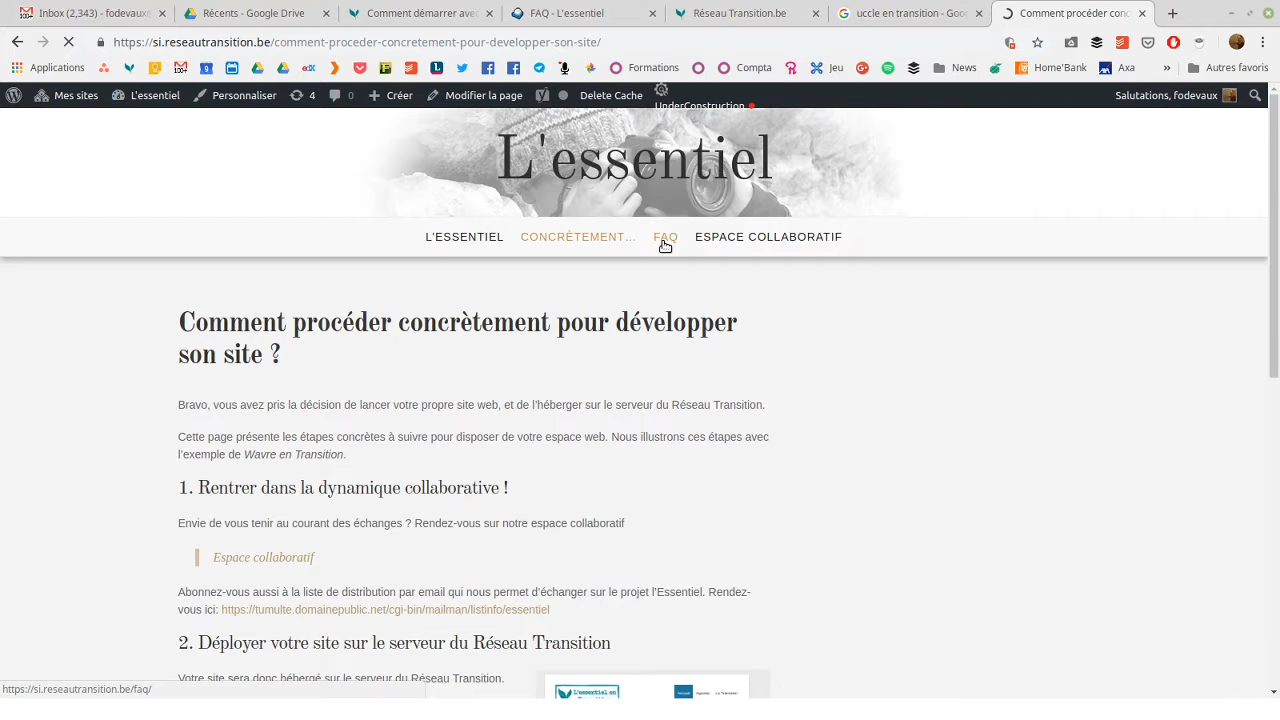 Inbox (2,343) - fodevaux
Récents - Google Drive
Comment démarrer ave
FAQ - L'essentiel
Réseau Transition.be
uccle en transition - Goo
Comment procéder conc
https://si.reseautransition.be/comment-proceder-concretement-pour-developper-son-site/
Applications
Formations
Compta
Jeu
News
Home'Bank
Axa
»
Autres favoris
Mes sites
L'essentiel
Personnaliser
4
0
Créer
Modifier la page
Delete Cache
UnderConstruction
Salutations, fodevaux
L'essentiel
L'ESSENTIEL
CONCRÈTEMENT…
FAQ
ESPACE COLLABORATIF
Comment procéder concrètement pour développer
son site ?
Bravo, vous avez pris la décision de lancer votre propre site web, et de l'héberger sur le serveur du Réseau Transition.
Cette page présente les étapes concrètes à suivre pour disposer de votre espace web. Nous illustrons ces étapes avec
l'exemple de Wavre en Transition.
1. Rentrer dans la dynamique collaborative !
Envie de vous tenir au courant des échanges ? Rendez-vous sur notre espace collaboratif
Espace collaboratif
Abonnez-vous aussi à la liste de distribution par email qui nous permet d'échanger sur le projet l'Essentiel. Rendez-
vous ici: https://tumulte.domainepublic.net/cgi-bin/mailman/listinfo/essentiel
2. Déployer votre site sur le serveur du Réseau Transition
Votre site sera donc hébergé sur le serveur du Réseau Transition.
https://si.reseautransition.be/faq/
L'essentiel en